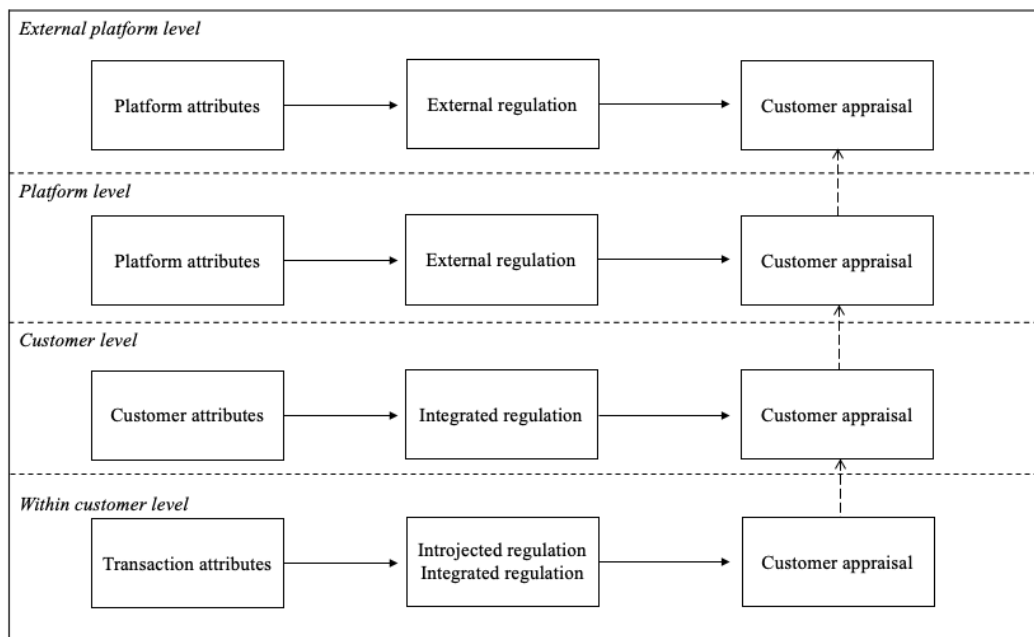 External platform level
Platform attributes
External regulation
Customer appraisal
Platform level
Platform attributes
External regulation
Customer appraisal
Customer level
Customer attributes
Integrated regulation
Customer appraisal
Within customer level
Transaction attributes
Introjected regulation
Integrated regulation
Customer appraisal